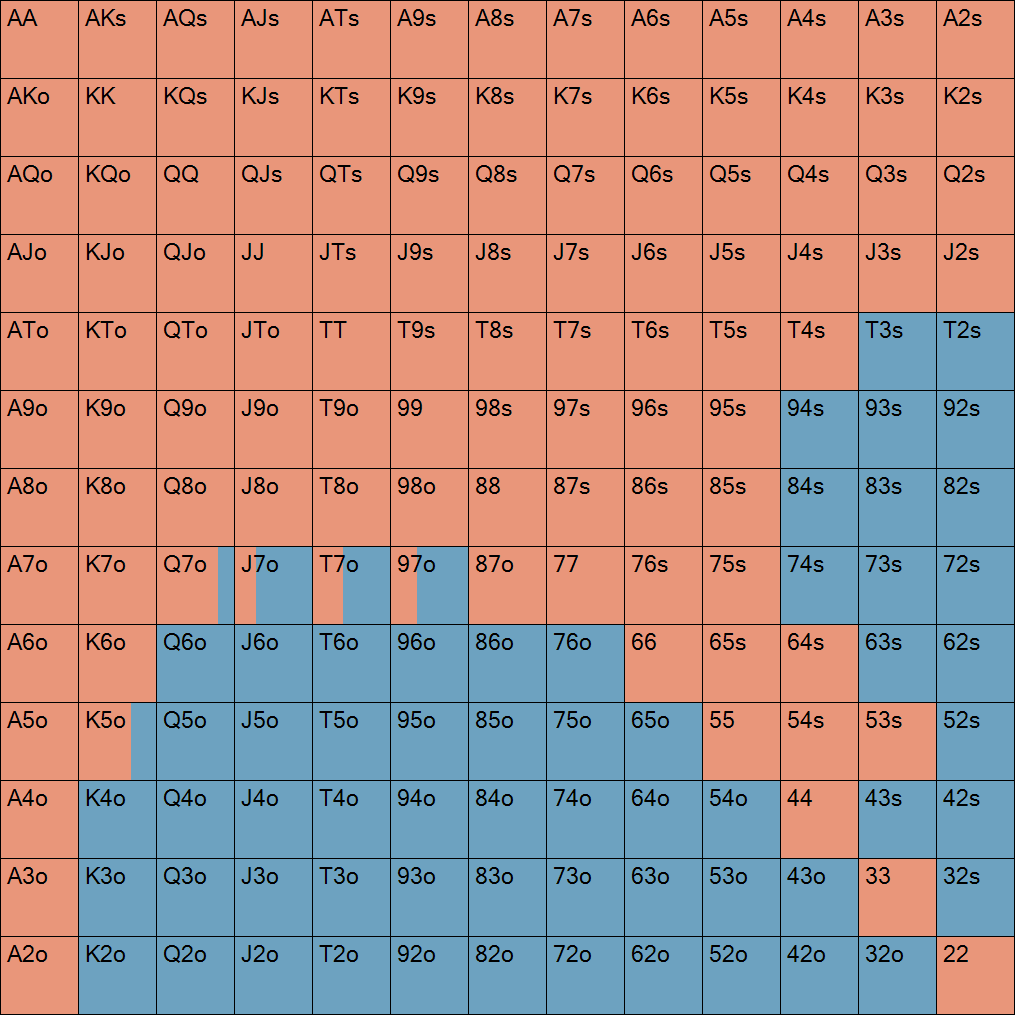 AA AKs AQs AJs ATs A9s A8s A7s A6s A5s A4s A3s A2s
AKo KK KQs KJs KTs K9s K8s K7s K6s K5s K4s K3s K2s
AQo KQo QQ QJs QTs Q9s Q8s Q7s Q6s Q5s Q4s Q3s Q2s
AJo KJo QJo JJ JTs J9s J8s J7s J6s J5s J4s J3s J2s
ATo KTo QTo JTo TT T9s T8s T7s T6s T5s T4s T3s T2s
A9o K9o Q9o J9o T9o 99 98s 97s 96s 95s 94s 93s 92s
A8o K8o Q8o J8o T8o 98o 88 87s 86s 85s 84s 83s 82s
A7o K7o Q7o J7o T7o 97o 87o 77 76s 75s 74s 73s 72s
A6o K6o Q6o J6o T6o 96o 86o 76o 66 65s 64s 63s 62s
A5o K5o Q5o J5o T5o 95o 85o 75o 65o 55 54s 53s 52s
A4o K4o Q4o J4o T4o 94o 84o 74o 64o 54o 44 43s 42s
A3o K3o Q3o J3o T3o 93o 83o 73o 63o 53o 43o 33 32s
A2o K2o Q2o J2o T2o 92o 82o 72o 62o 52o 42o 32o 22